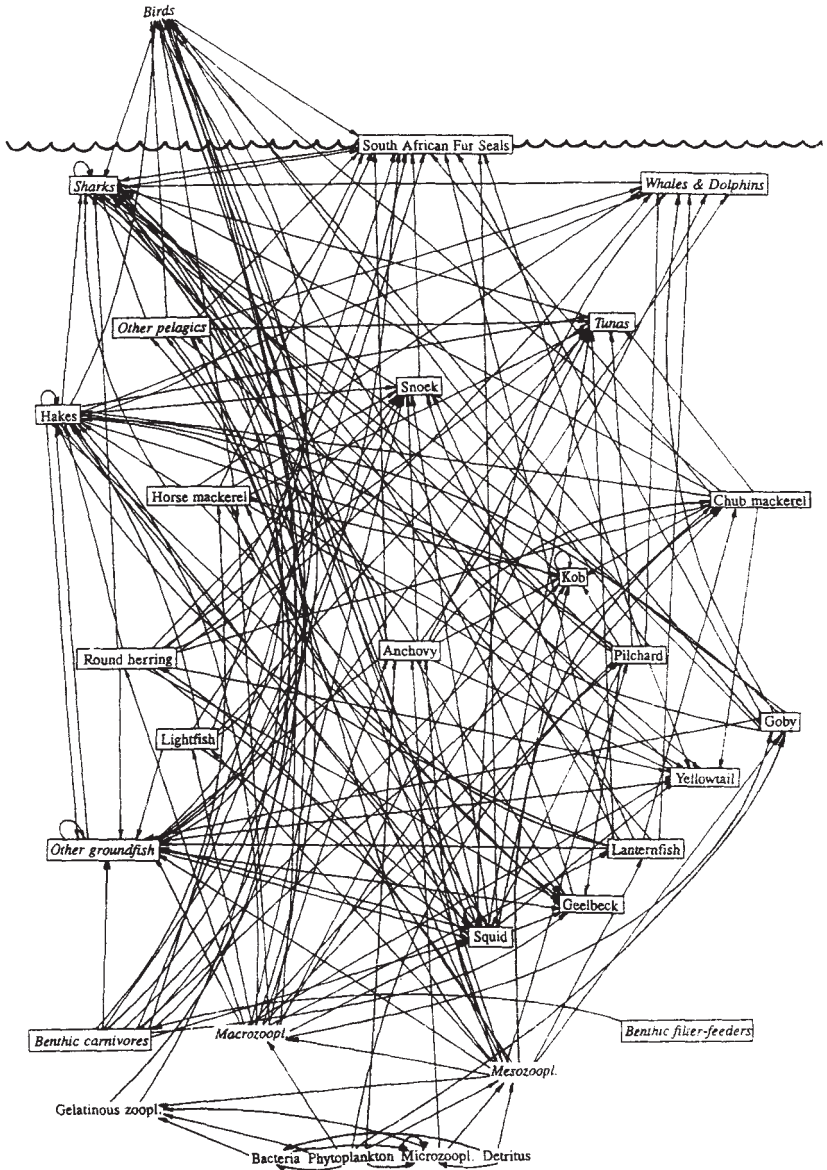 Birds
South African Fur Seals
Sharks
Whales & Dolphins
Other pelagics
Tunas
Snoek
Hakes
Horse mackerel
Chub mackerel
Kob
Anchovy
Round herring
Pilchard
Goby
Lightfish
Yellowtail
Other groundfish
Lanternfish
Geelbeck
Squid
Benthic carnivores
Macrozoopl.
Benthic filter-feeders
Mesozoopl.
Gelatinous zoopl.
Bacteria Phytoplankton Microzoopl. Detritus